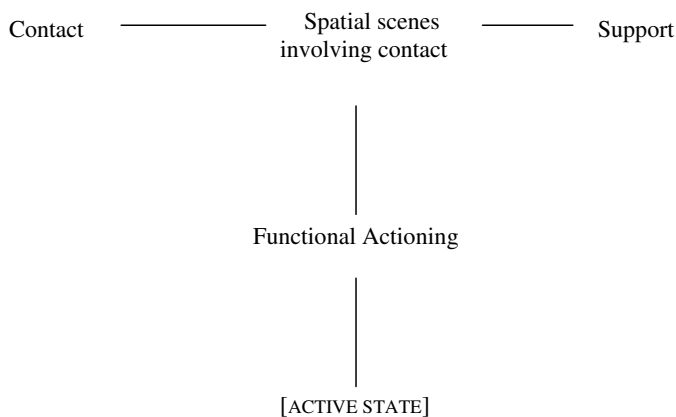 Contact
Spatial scenes
involving contact
Support
Functional Actioning
[ACTIVE STATE]